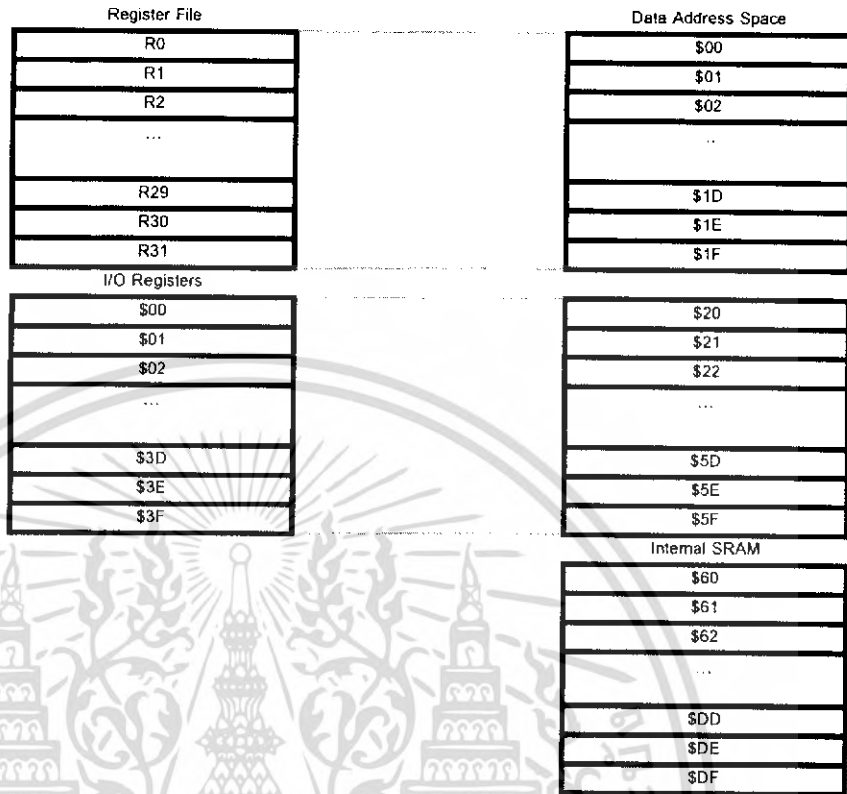 Register File
R0
R1
R2
...
R29
R30
R31
I/O Registers
$00
$01
$02
...
$3D
$3E
$3F
Data Address Space
$00
$01
$02
..
$1D
$1E
$1F
$20
$21
$22
...
$5D
$5E
$5F
Internal SRAM
$60
$61
$62
...
$DD
$DE
$DF